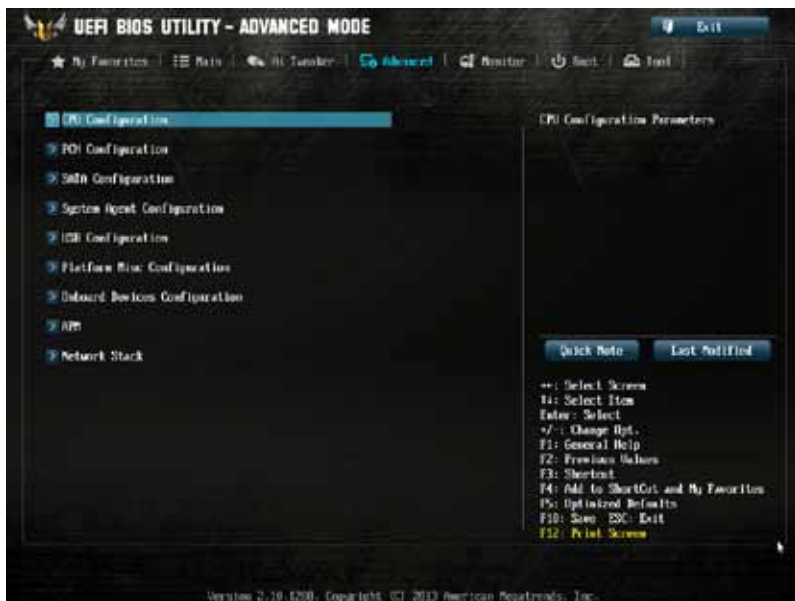 UEFI BIOS UTILITY - ADVANCED MODE
Exit
My Favorites | Main | Ai Tweaker | Advanced | Monitor | Boot | Tool
CPU Configuration
PCH Configuration
SATA Configuration
System Agent Configuration
USB Configuration
Platform Misc Configuration
Onboard Devices Configuration
APM
Network Stack
CPU Configuration Parameters
Quick Note
Last Modified
→←: Select Screen
↑↓: Select Item
Enter: Select
+/-: Change Opt.
F1: General Help
F2: Previous Values
F3: Shortcut
F4: Add to ShortCut and My Favorites
F5: Optimized Defaults
F10: Save ESC: Exit
F12: Print Screen
Version 2.10.1208. Copyright (C) 2013 American Megatrends, Inc.